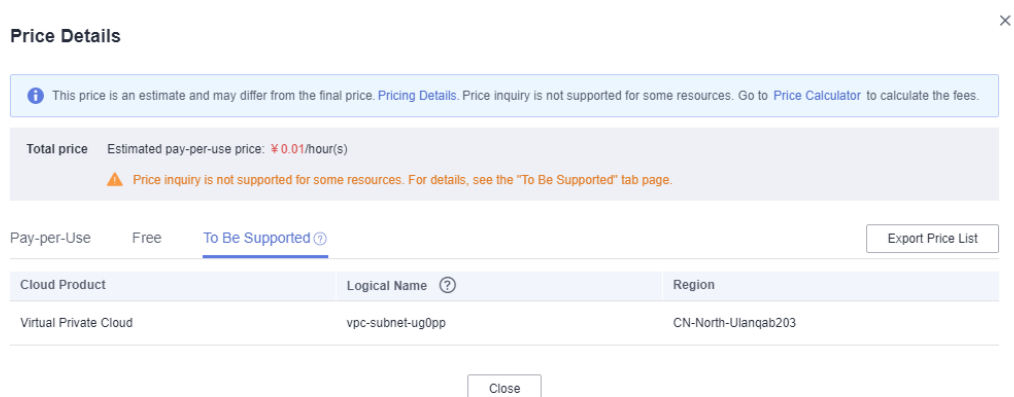 Price Details
This price is an estimate and may differ from the final price. Pricing Details. Price inquiry is not supported for some resources. Go to Price Calculator to calculate the fees.
Total price Estimated pay-per-use price: ¥ 0.01/hour(s)
Price inquiry is not supported for some resources. For details, see the "To Be Supported" tab page.
Pay-per-Use Free To Be Supported Export Price List
Cloud Product Logical Name Region
Virtual Private Cloud vpc-subnet-ug0pp CN-North-Ulanqab203
Close